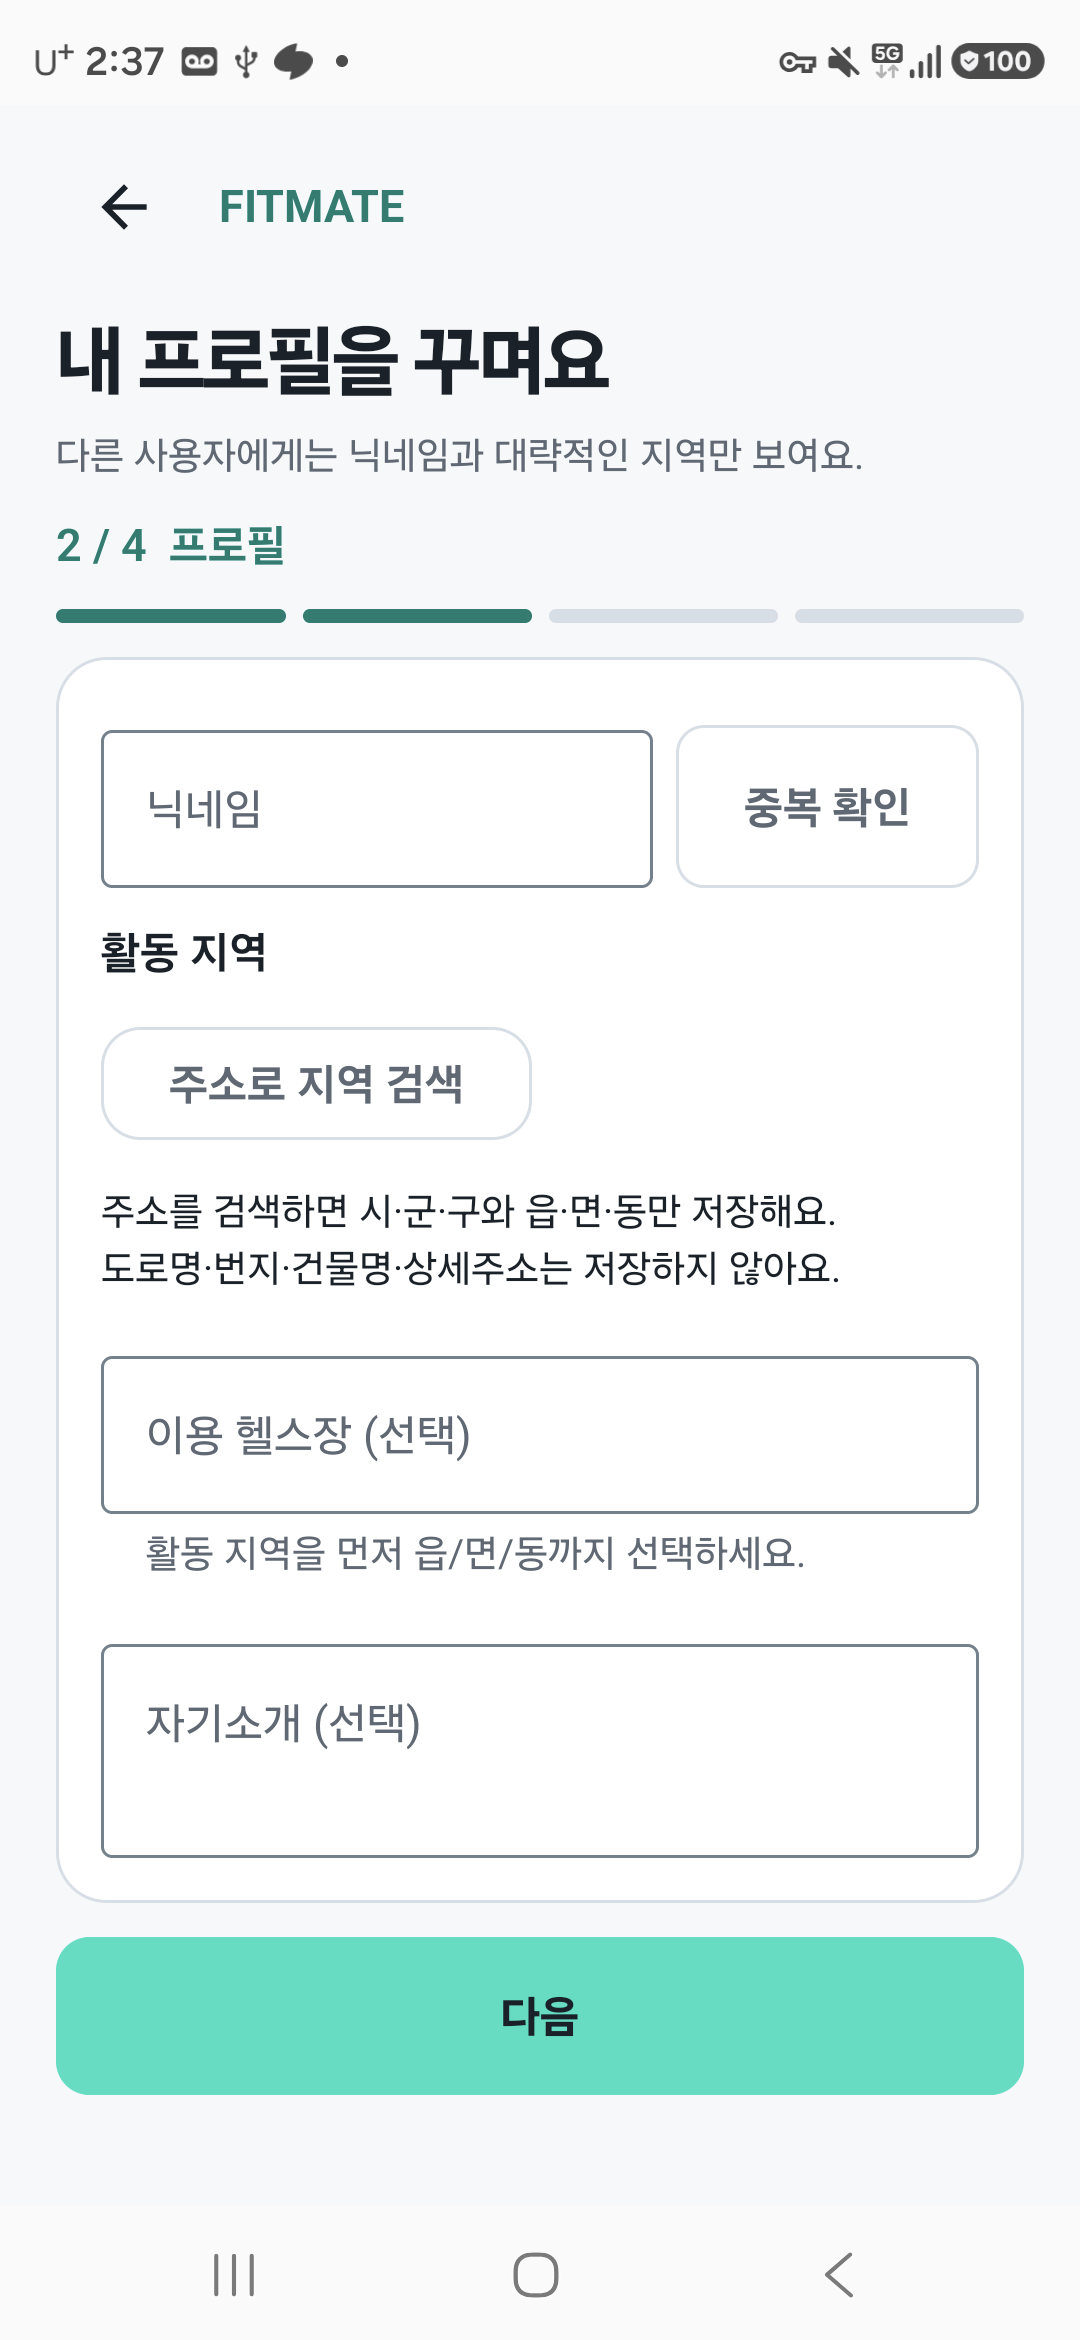 U+ 2:37 5G 100
FITMATE
내 프로필을 꾸며요
다른 사용자에게는 닉네임과 대략적인 지역만 보여요.
2 / 4 프로필
닉네임
중복 확인
활동 지역
주소로 지역 검색
주소를 검색하면 시·군·구와 읍·면·동만 저장해요.
도로명·번지·건물명·상세주소는 저장하지 않아요.
이용 헬스장 (선택)
활동 지역을 먼저 읍/면/동까지 선택하세요.
자기소개 (선택)
다음